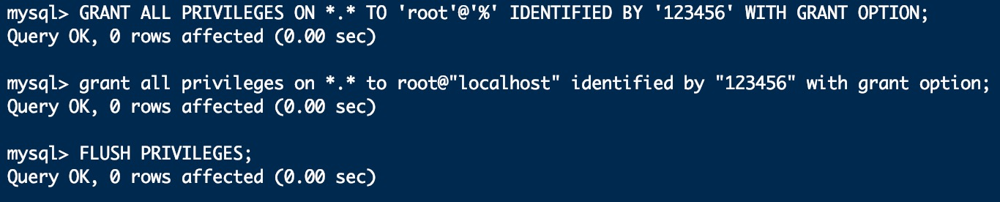 mysql> GRANT ALL PRIVILEGES ON *.* TO 'root'@'%' IDENTIFIED BY '123456' WITH GRANT OPTION;
Query OK, 0 rows affected (0.00 sec)
mysql> grant all privileges on *.* to root@"localhost" identified by "123456" with grant option;
Query OK, 0 rows affected (0.00 sec)
mysql> FLUSH PRIVILEGES;
Query OK, 0 rows affected (0.00 sec)